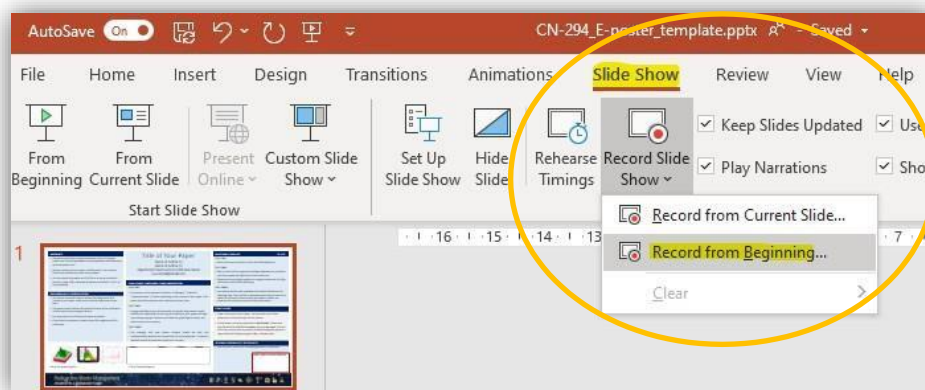 AutoSave On CN-294_E-poster_template.pptx - Saved
File Home Insert Design Transitions Animations Slide Show Review View Help
From Beginning
From Current Slide
Present Online
Custom Slide Show
Set Up Slide Show
Hide Slide
Rehearse Timings
Record Slide Show
Keep Slides Updated
Play Narrations
Use
Sho
Start Slide Show
Record from Current Slide...
Record from Beginning...
Clear
16 15 14 13 7
1
Title of Your Paper